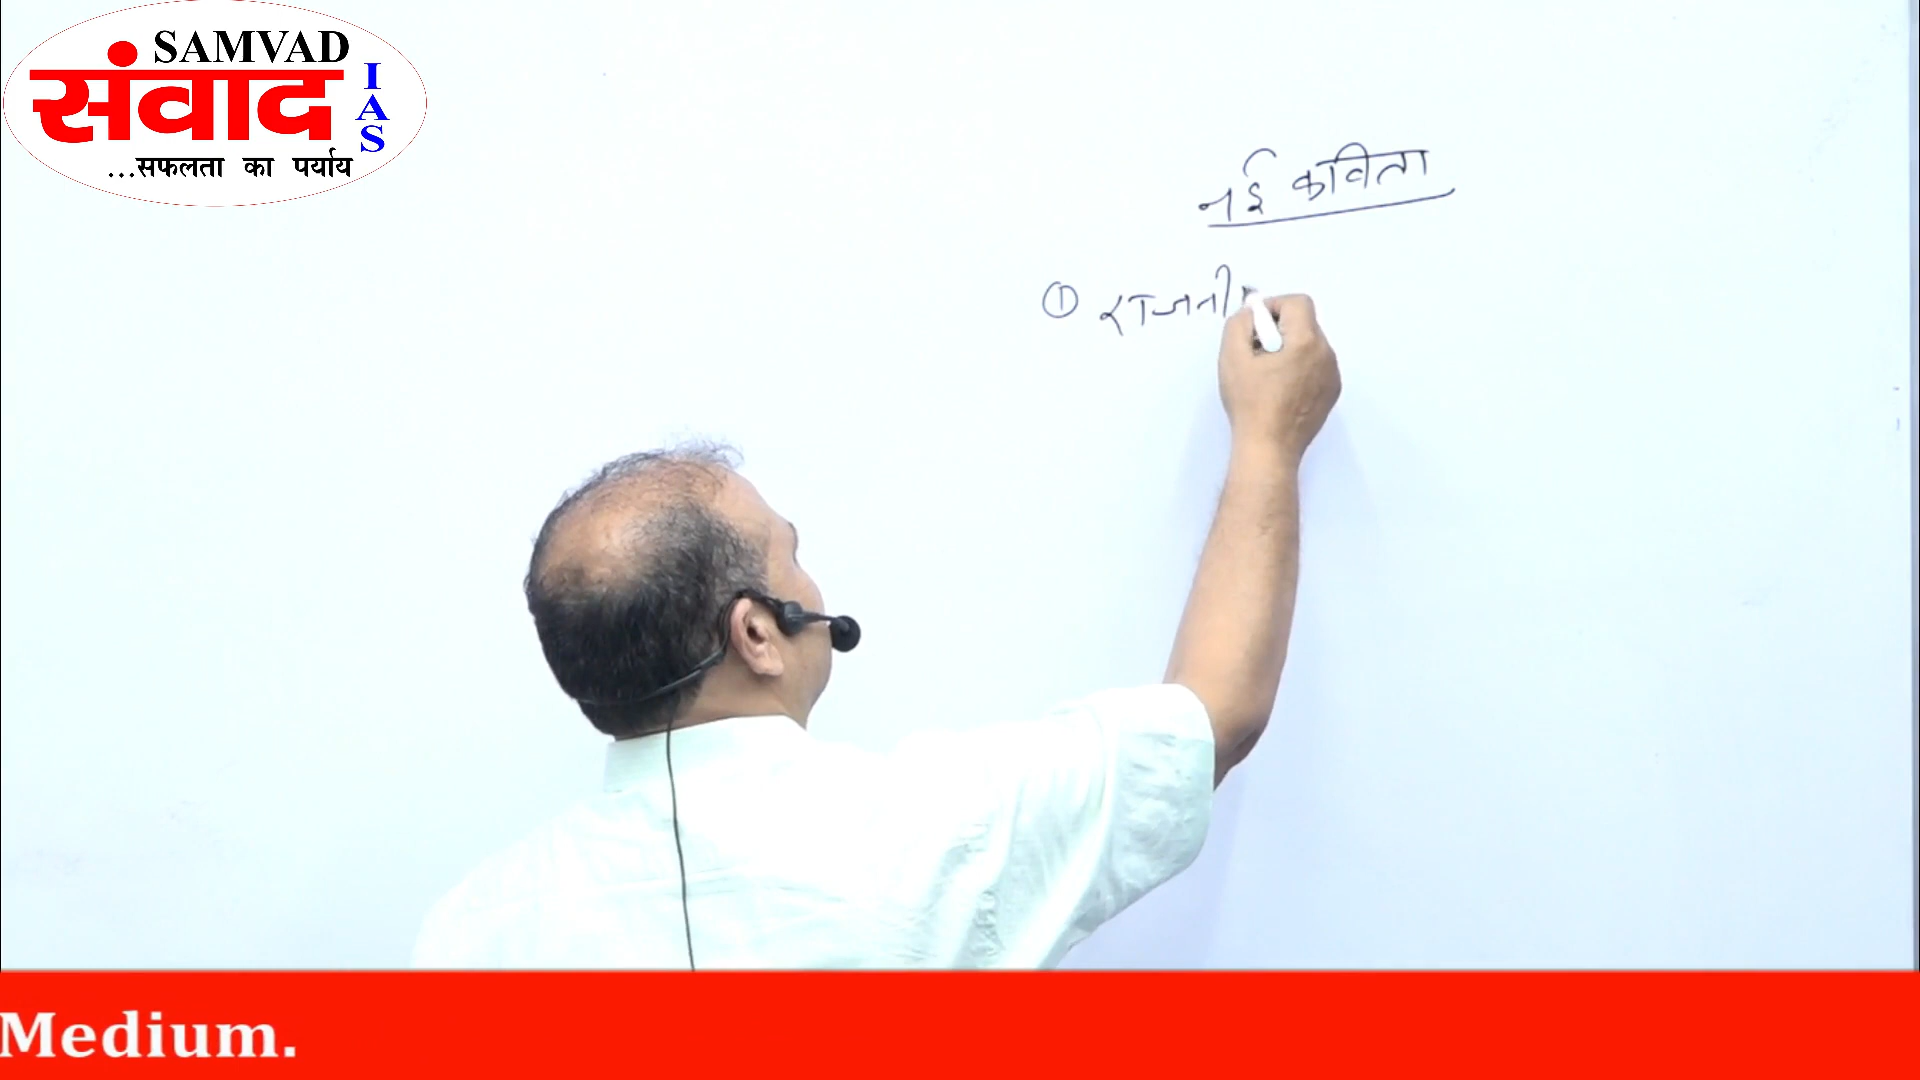 SAMVAD
संवाद
IAS
...सफलता का पर्याय
नई कविता
① राजनी
Medium.